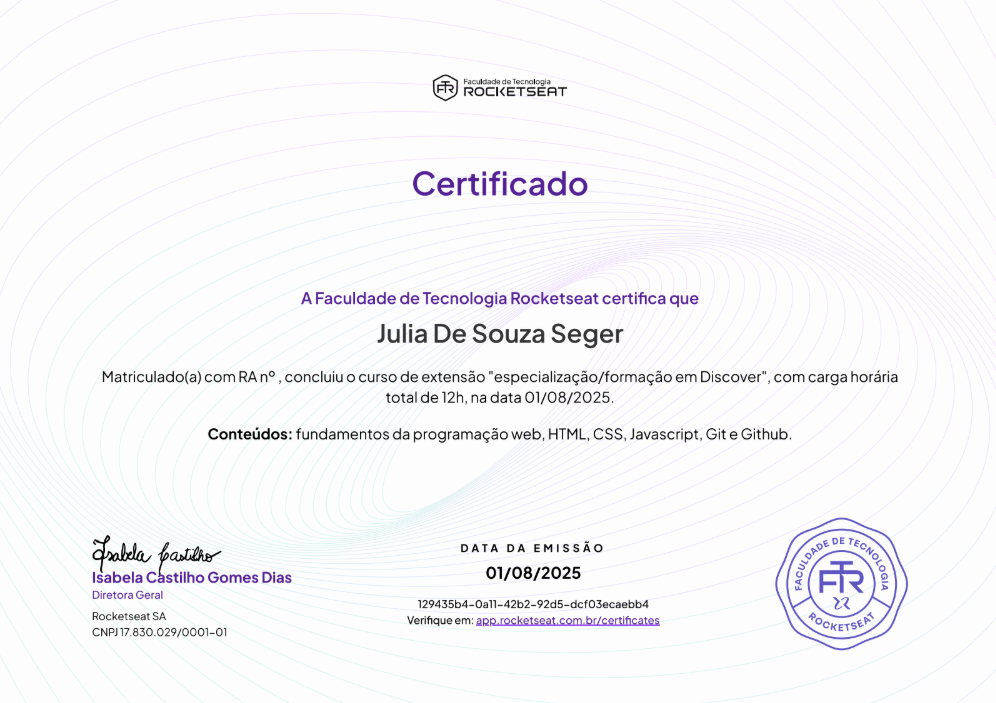 Faculdade de Tecnologia
ROCKETSEAT
Certificado
A Faculdade de Tecnologia Rocketseat certifica que
Julia De Souza Seger
Matriculado(a) com RA nº , concluiu o curso de extensão "especialização/formação em Discover", com carga horária
total de 12h, na data 01/08/2025.
Conteúdos: fundamentos da programação web, HTML, CSS, Javascript, Git e Github.
Isabela Castilho
Isabela Castilho Gomes Dias
Diretora Geral
Rocketseat SA
CNPJ 17.830.029/0001-01
DATA DA EMISSÃO
01/08/2025
129435b4-0a11-42b2-92d5-dcf03ecaebb4
Verifique em: app.rocketseat.com.br/certificates
FACULDADE DE TECNOLOGIA
FTR
ROCKETSEAT